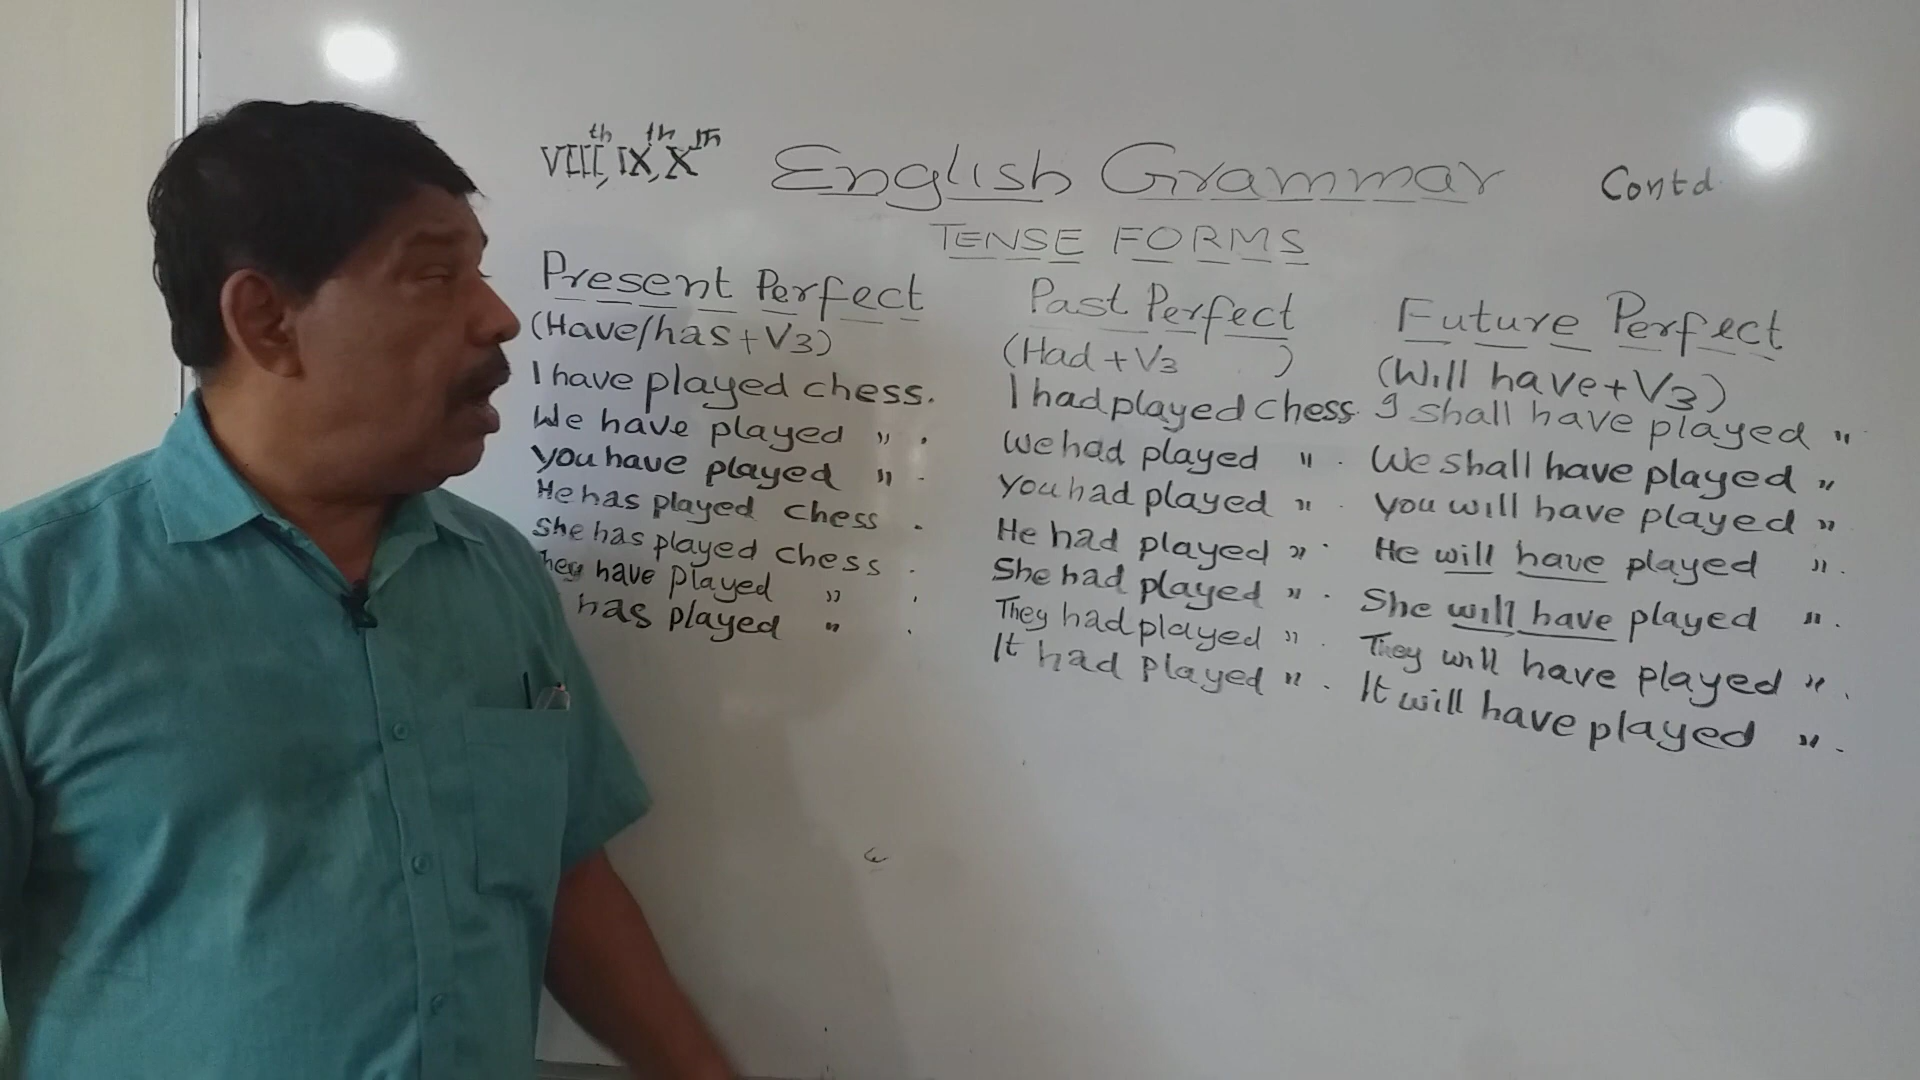 VIIIth, IXth, Xth English Grammar Contd.
TENSE FORMS
Present Perfect
(Have/has+V3)
I have played chess.
We have played " .
You have played " .
He has played chess .
She has played chess .
hey have played " .
has played " .
Past Perfect
(Had + V3 )
I had played chess.
We had played " .
You had played " .
He had played " .
She had played " .
They had played " .
It had played " .
Future Perfect
(Will have+V3)
I shall have played "
We shall have played "
You will have played "
He will have played " .
She will have played " .
They will have played " .
It will have played " .